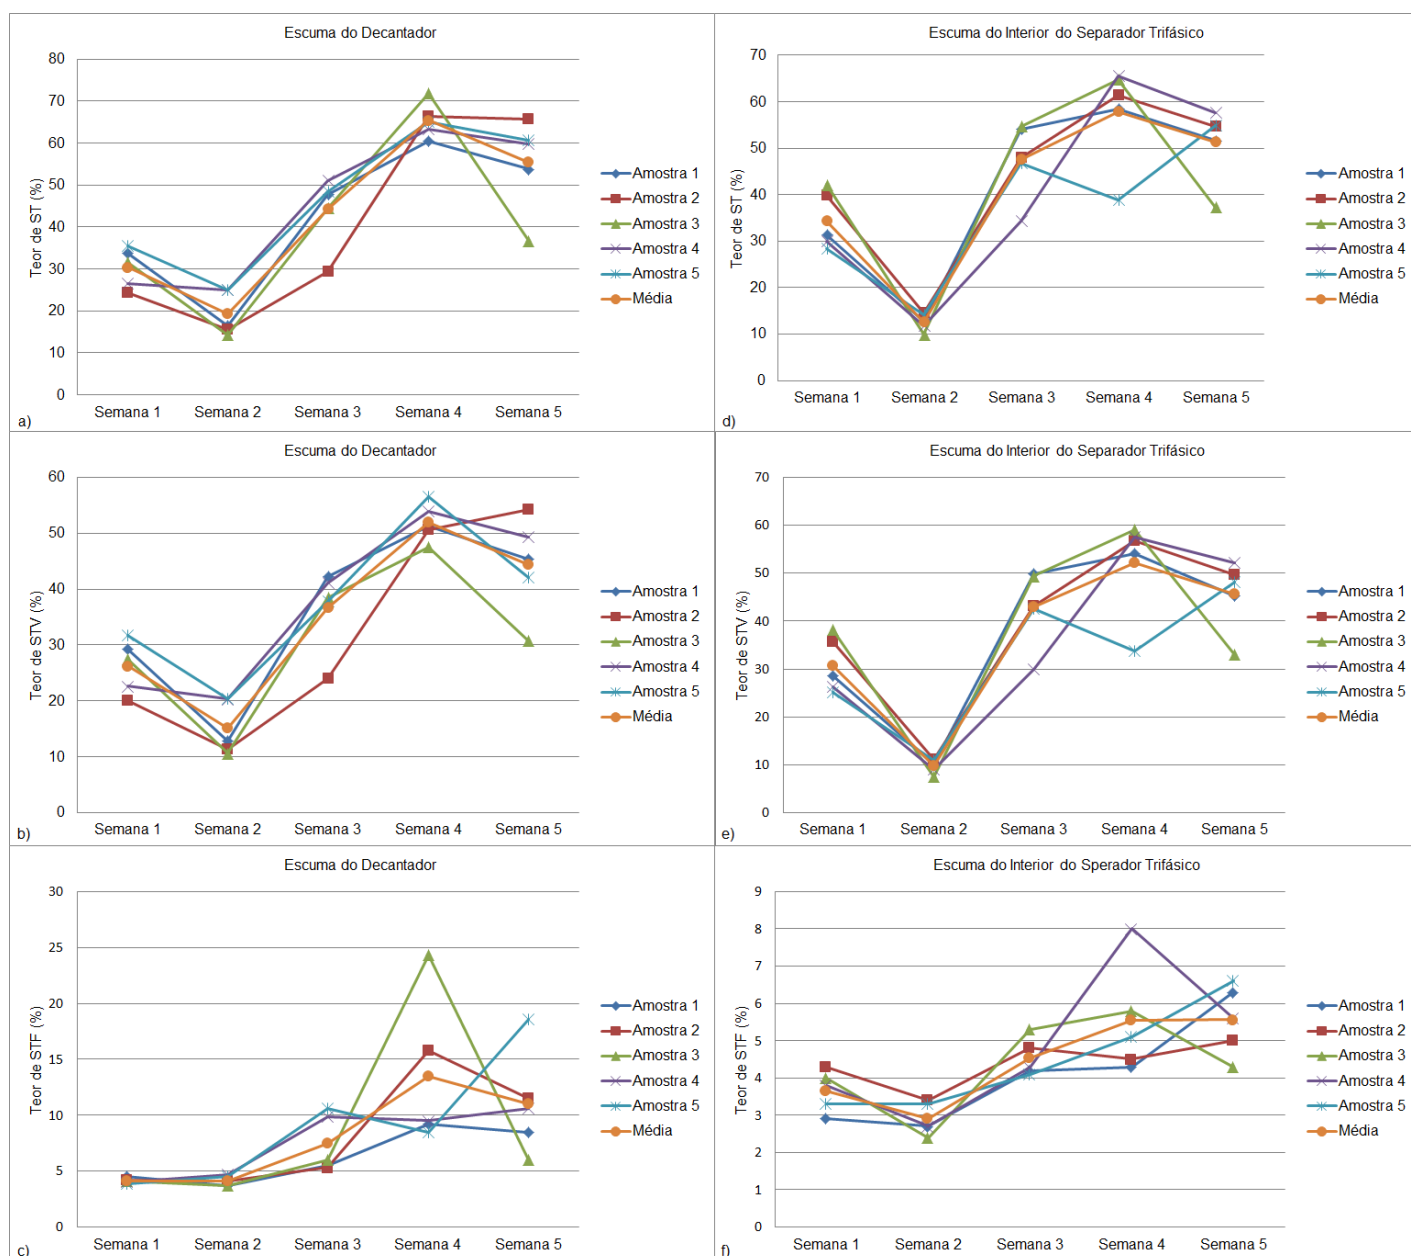 Escuma do Decantador
Teor de ST (%)
80
70
60
50
40
30
20
10
0
Semana 1 Semana 2 Semana 3 Semana 4 Semana 5
Amostra 1
Amostra 2
Amostra 3
Amostra 4
Amostra 5
Média
a)
Escuma do Interior do Separador Trifásico
Teor de ST (%)
70
60
50
40
30
20
10
0
Semana 1 Semana 2 Semana 3 Semana 4 Semana 5
Amostra 1
Amostra 2
Amostra 3
Amostra 4
Amostra 5
Média
d)
Escuma do Decantador
Teor de STV (%)
60
50
40
30
20
10
0
Semana 1 Semana 2 Semana 3 Semana 4 Semana 5
Amostra 1
Amostra 2
Amostra 3
Amostra 4
Amostra 5
Média
b)
Escuma do Interior do Separador Trifásico
Teor de STV (%)
70
60
50
40
30
20
10
0
Semana 1 Semana 2 Semana 3 Semana 4 Semana 5
Amostra 1
Amostra 2
Amostra 3
Amostra 4
Amostra 5
Média
e)
Escuma do Decantador
Teor de STF (%)
30
25
20
15
10
5
0
Semana 1 Semana 2 Semana 3 Semana 4 Semana 5
Amostra 1
Amostra 2
Amostra 3
Amostra 4
Amostra 5
Média
c)
Escuma do Interior do Sperador Trifásico
Teor de STF (%)
9
8
7
6
5
4
3
2
1
0
Semana 1 Semana 2 Semana 3 Semana 4 Semana 5
Amostra 1
Amostra 2
Amostra 3
Amostra 4
Amostra 5
Média
f)